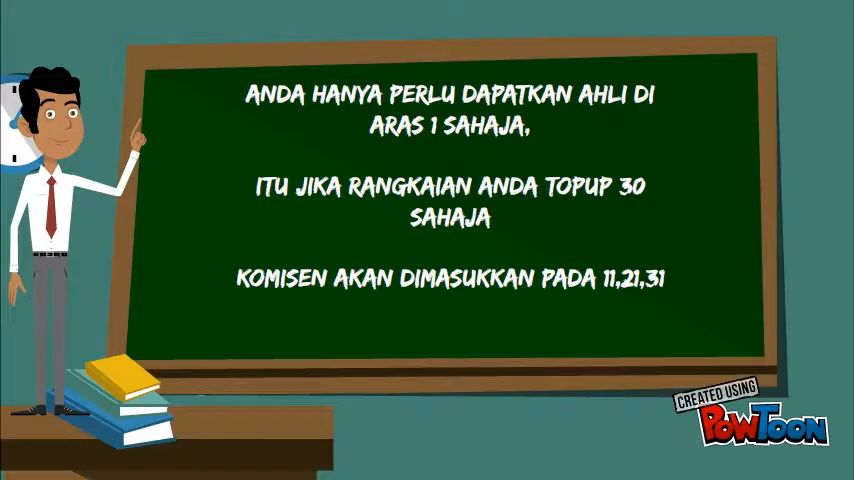 ANDA HANYA PERLU DAPATKAN AHLI DI
ARAS 1 SAHAJA,
ITU JIKA RANGKAIAN ANDA TOPUP 30
SAHAJA
KOMISEN AKAN DIMASUKKAN PADA 11,21,31
CREATED USING
POWTOON